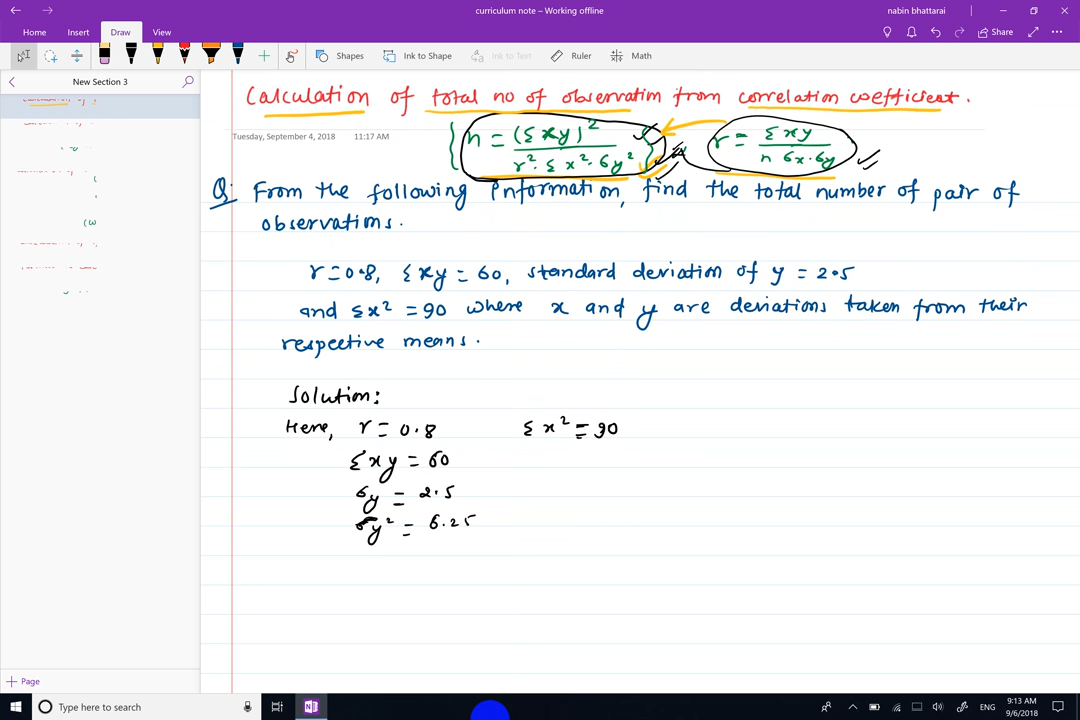 curriculum note – Working offline
nabin bhattarai
Home Insert Draw View
Share
Shapes Ink to Shape Ink to Text Ruler Math
New Section 3
Calculation of total no of observation from correlation coefficient.
Tuesday, September 4, 2018 11:17 AM
{ n = (Σxy)² / r² · Σx² · σy² } r = Σxy / n σx · σy
Q: From the following Information, find the total number of pair of
observations.
r = 0.8, Σxy = 60, standard deviation of y = 2.5
and Σx² = 90 where x and y are deviations taken from their
respective means.
Solution:
Here, r = 0.8 Σx² = 90
Σxy = 60
σy = 2.5
σy² = 6.25
+ Page
Type here to search
ENG
9:13 AM
9/6/2018